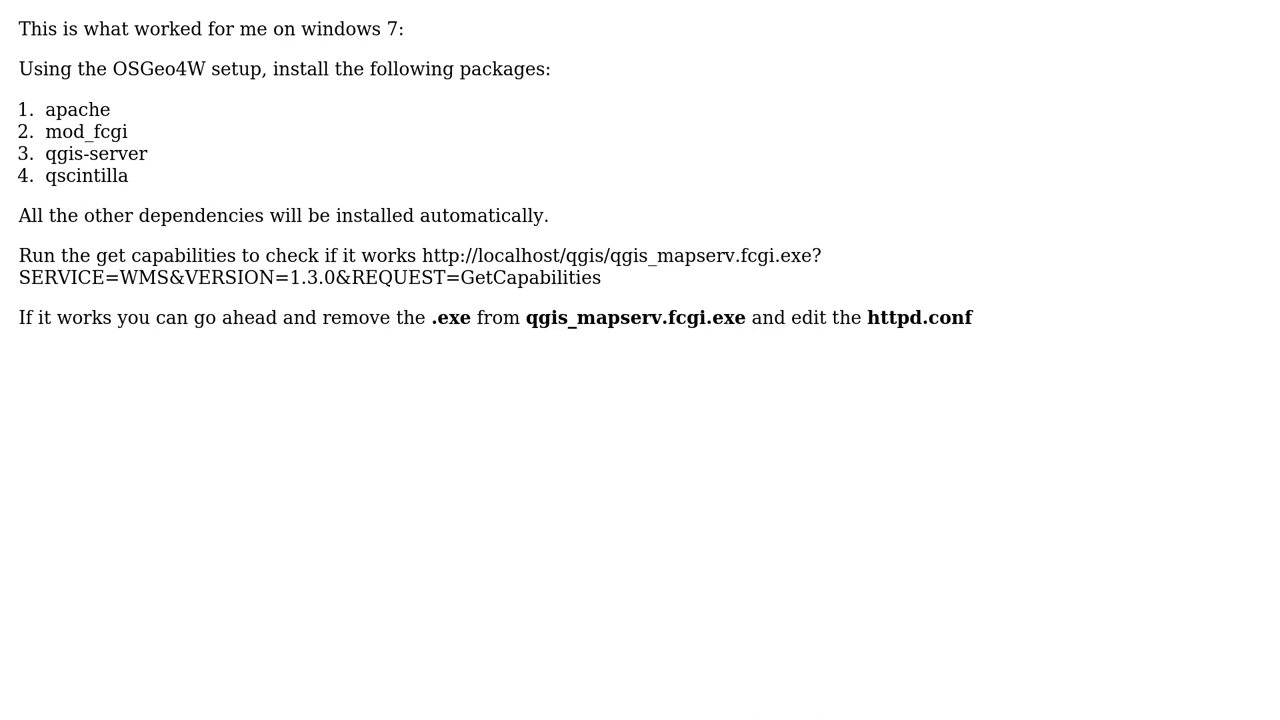 This is what worked for me on windows 7:
Using the OSGeo4W setup, install the following packages:
1. apache
2. mod_fcgi
3. qgis-server
4. qscintilla
All the other dependencies will be installed automatically.
Run the get capabilities to check if it works http://localhost/qgis/qgis_mapserv.fcgi.exe?
SERVICE=WMS&VERSION=1.3.0&REQUEST=GetCapabilities
If it works you can go ahead and remove the .exe from qgis_mapserv.fcgi.exe and edit the httpd.conf